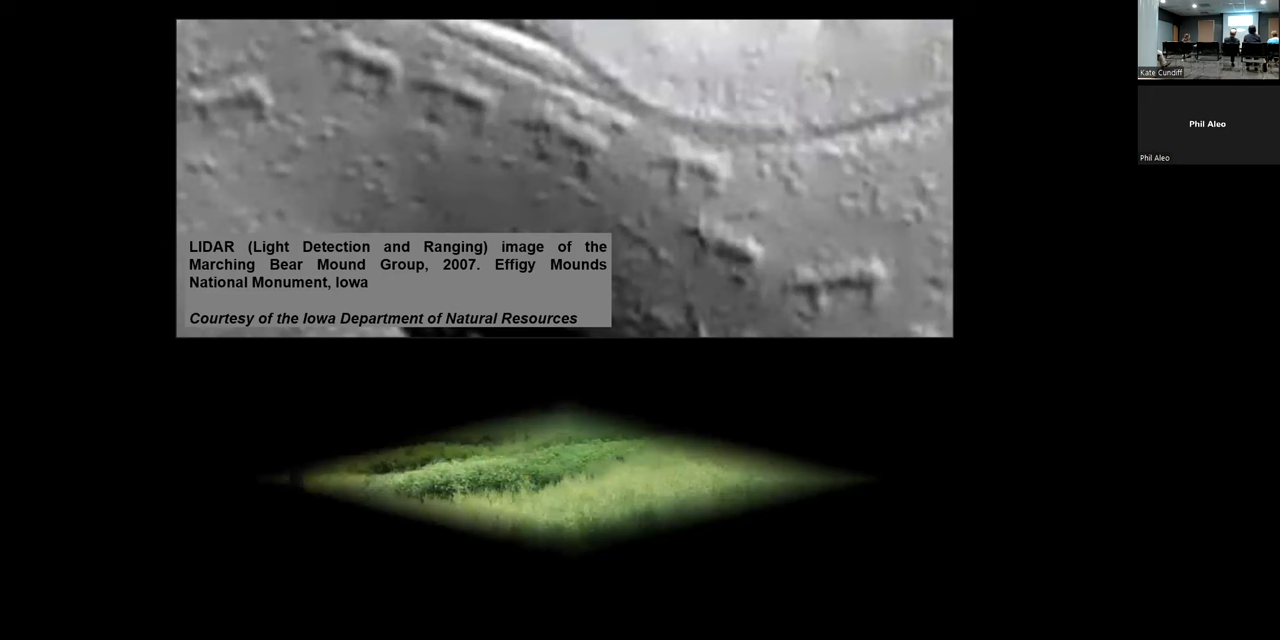 LIDAR (Light Detection and Ranging) image of the
Marching Bear Mound Group, 2007. Effigy Mounds
National Monument, Iowa
Courtesy of the Iowa Department of Natural Resources
Kate Cundiff
Phil Aleo
Phil Aleo